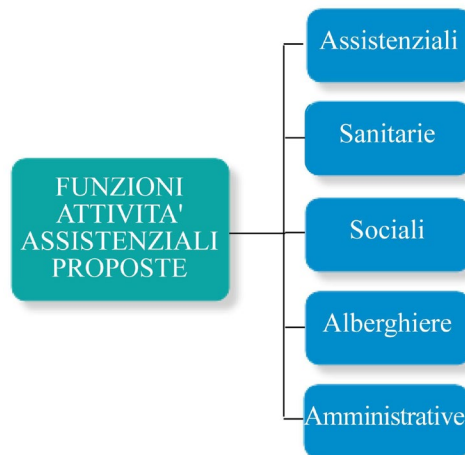 FUNZIONI
ATTIVITA'
ASSISTENZIALI
PROPOSTE
Assistenziali
Sanitarie
Sociali
Alberghiere
Amministrative